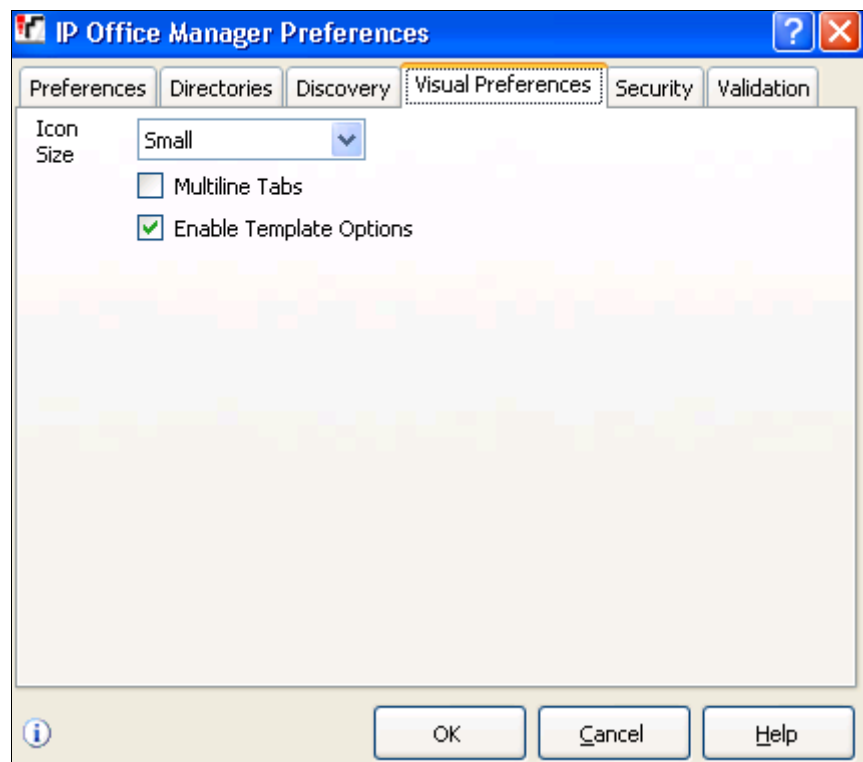 IP Office Manager Preferences
Preferences Directories Discovery Visual Preferences Security Validation
Icon Size Small
Multiline Tabs
Enable Template Options
OK Cancel Help